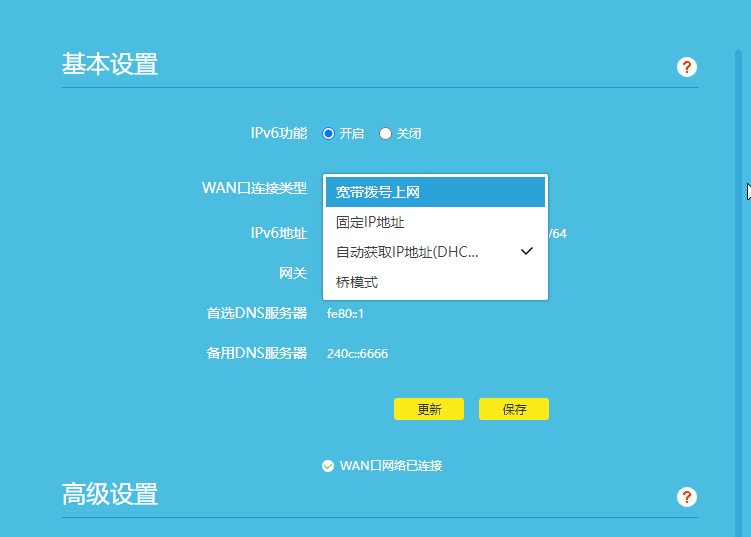 基本设置
?
IPv6功能 开启 关闭
WAN口连接类型 宽带拨号上网
固定IP地址
IPv6地址 /64
自动获取IP地址(DHC...
网关
桥模式
首选DNS服务器 fe80::1
备用DNS服务器 240c::6666
更新 保存
WAN口网络已连接
高级设置
?